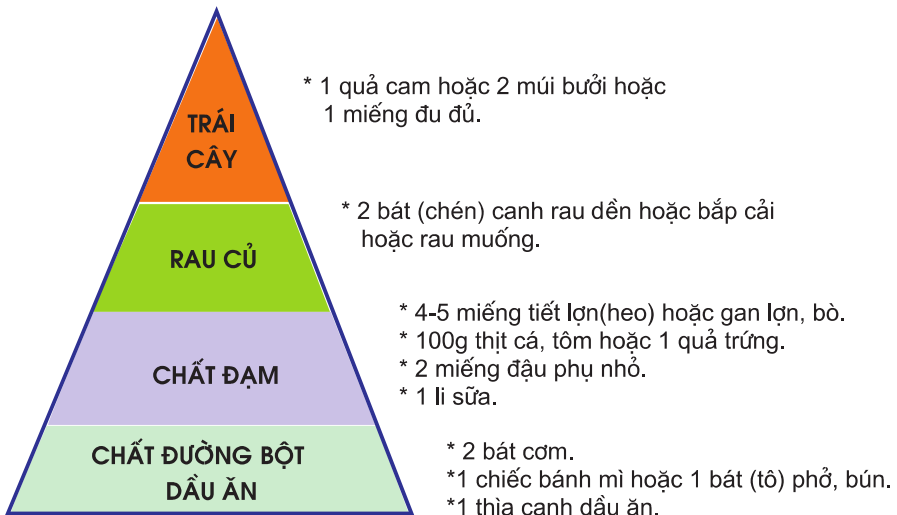 TRÁI
CÂY
* 1 quả cam hoặc 2 múi bưởi hoặc
1 miếng đu đủ.
RAU CỦ
* 2 bát (chén) canh rau dền hoặc bắp cải
hoặc rau muống.
CHẤT ĐẠM
* 4-5 miếng tiết lợn(heo) hoặc gan lợn, bò.
* 100g thịt cá, tôm hoặc 1 quả trứng.
* 2 miếng đậu phụ nhỏ.
* 1 li sữa.
CHẤT ĐƯỜNG BỘT
DẦU ĂN
* 2 bát cơm.
*1 chiếc bánh mì hoặc 1 bát (tô) phở, bún.
*1 thìa canh dầu ăn.